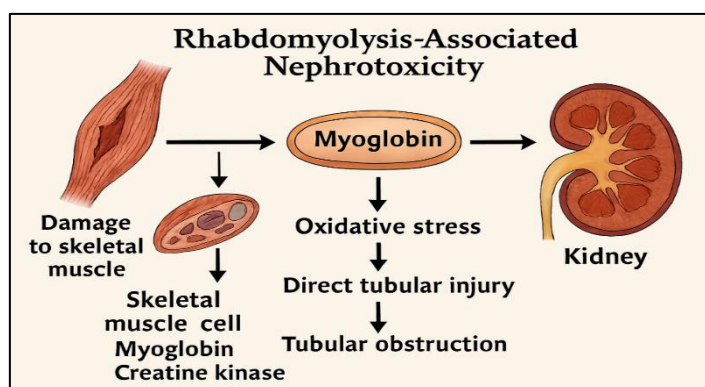 Rhabdomyolysis-Associated
Nephrotoxicity
Damage
to skeletal
muscle
Skeletal
muscle cell
Myoglobin
Creatine kinase
Myoglobin
Oxidative stress
Direct tubular injury
Tubular obstruction
Kidney